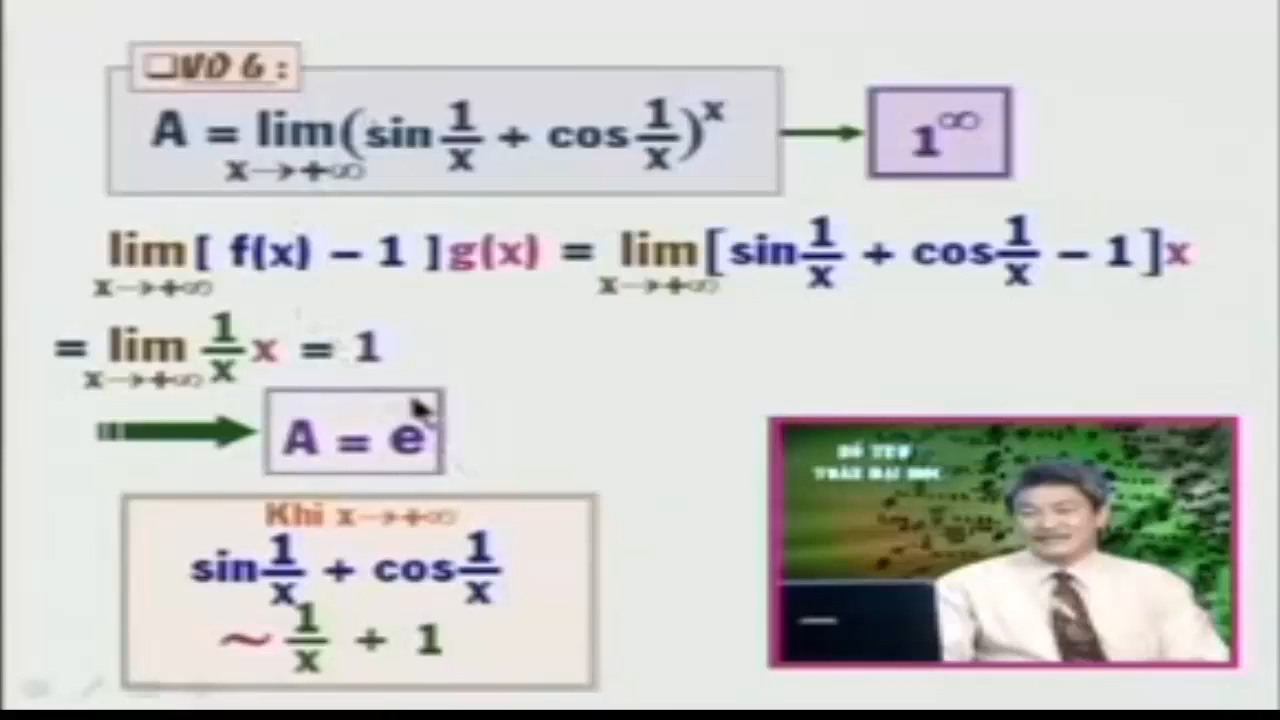 ❑VD 6 :
A = lim(sin 1/x + cos 1/x)^x → 1^∞
x→+∞
lim[ f(x) − 1 ]g(x) = lim[sin 1/x + cos 1/x − 1]x
x→+∞ x→+∞
= lim 1/x x = 1
x→+∞
A = e
Khi x→+∞
sin 1/x + cos 1/x
~ 1/x + 1